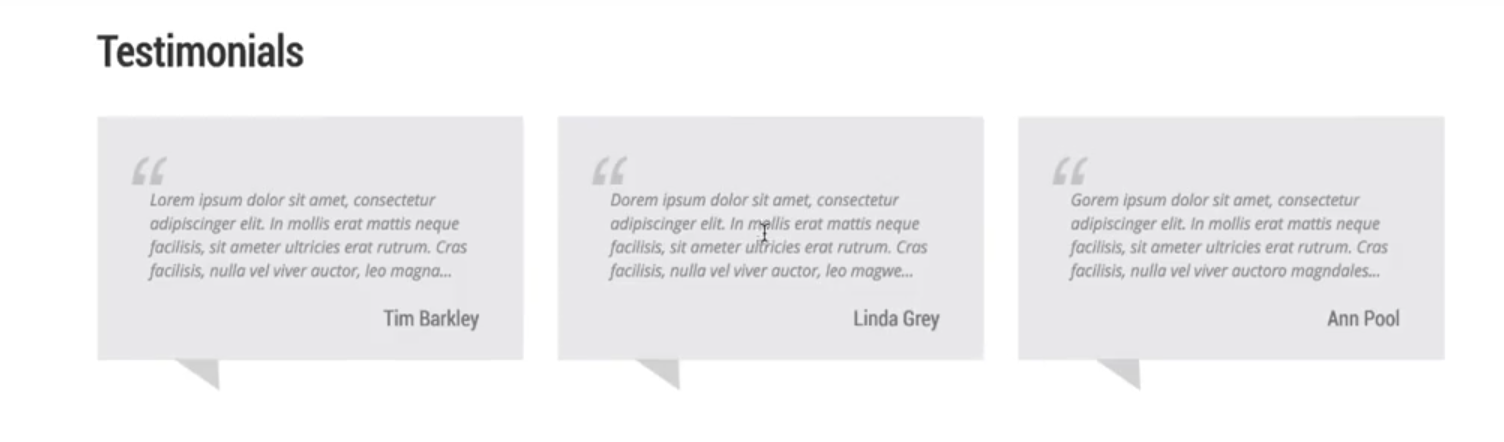 Testimonials
“
Lorem ipsum dolor sit amet, consectetur
adipiscinger elit. In mollis erat mattis neque
facilisis, sit ameter ultricies erat rutrum. Cras
facilisis, nulla vel viver auctor, leo magna...
Tim Barkley
“
Dorem ipsum dolor sit amet, consectetur
adipiscinger elit. In mollis erat mattis neque
facilisis, sit ameter ultricies erat rutrum. Cras
facilisis, nulla vel viver auctor, leo magwe...
Linda Grey
“
Gorem ipsum dolor sit amet, consectetur
adipiscinger elit. In mollis erat mattis neque
facilisis, sit ameter ultricies erat rutrum. Cras
facilisis, nulla vel viver auctoro magndales...
Ann Pool